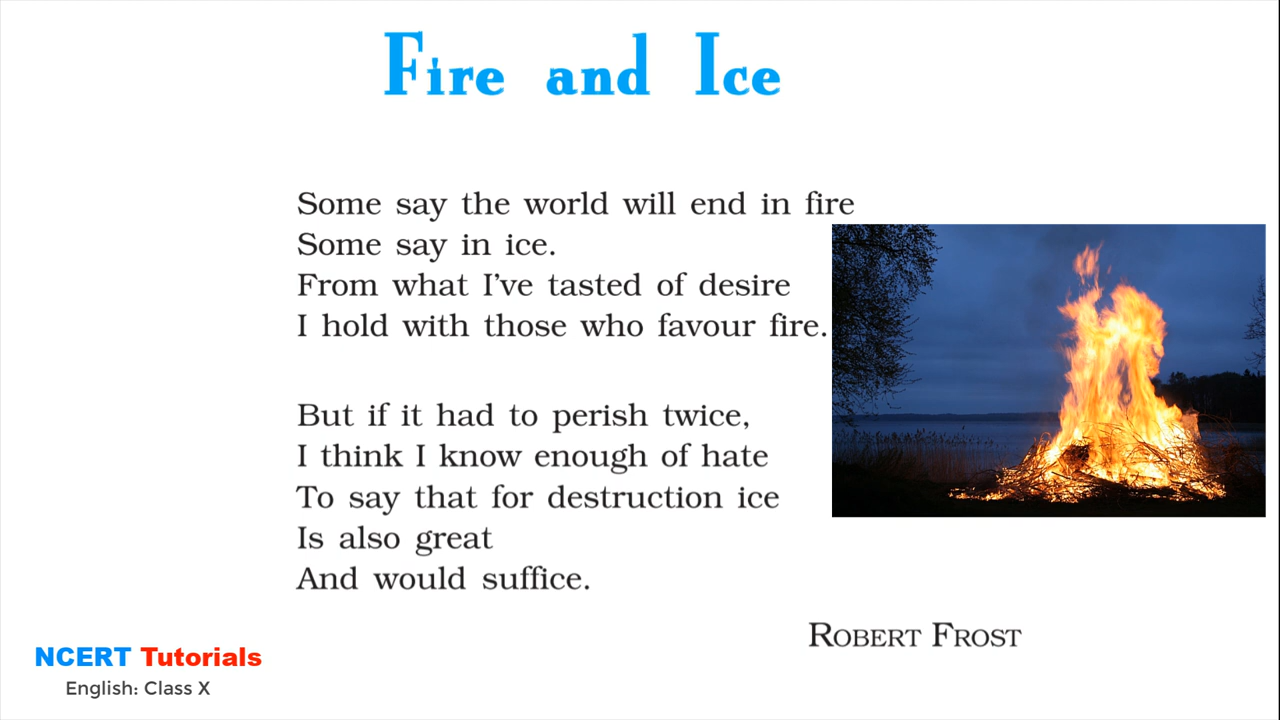 Fire and Ice
Some say the world will end in fire
Some say in ice.
From what I’ve tasted of desire
I hold with those who favour fire.
But if it had to perish twice,
I think I know enough of hate
To say that for destruction ice
Is also great
And would suffice.
ROBERT FROST
NCERT Tutorials
English: Class X